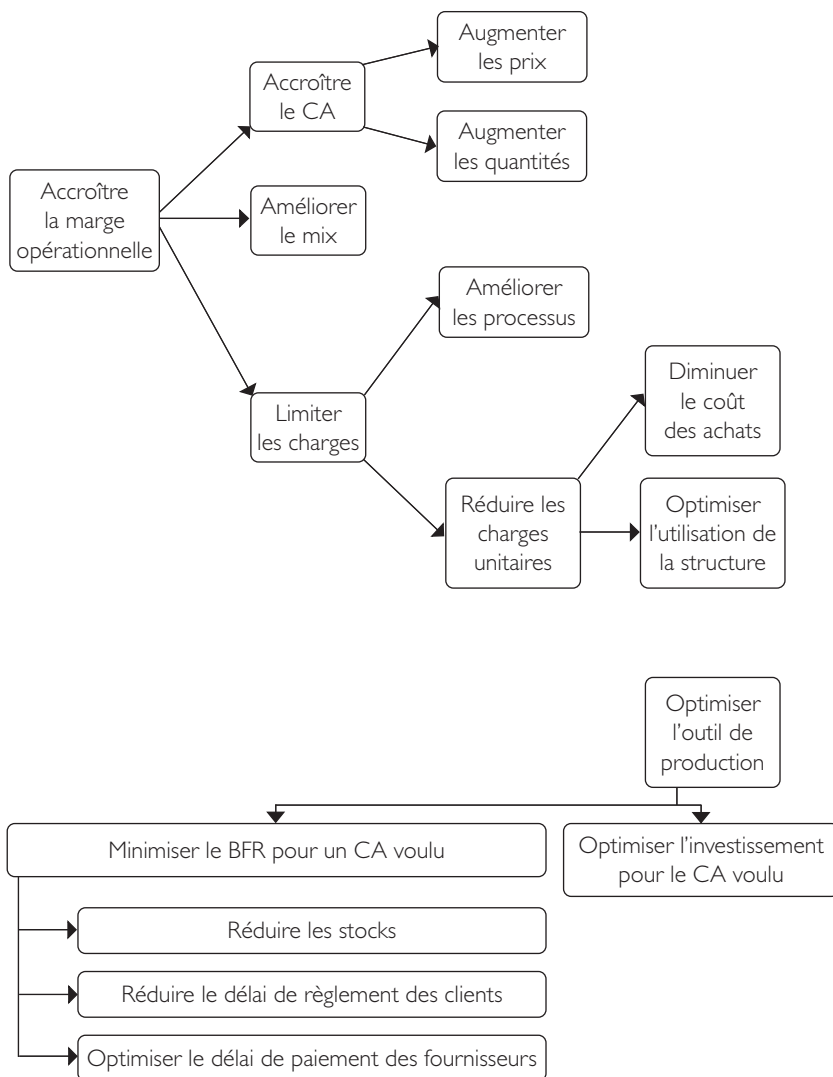 Augmenter
les prix
Accroître
le CA
Augmenter
les quantités
Accroître
la marge
opérationnelle
Améliorer
le mix
Améliorer
les processus
Limiter
les charges
Diminuer
le coût
des achats
Réduire les
charges
unitaires
Optimiser
l’utilisation de
la structure
Optimiser
l’outil de
production
Minimiser le BFR pour un CA voulu
Optimiser l’investissement
pour le CA voulu
Réduire les stocks
Réduire le délai de règlement des clients
Optimiser le délai de paiement des fournisseurs